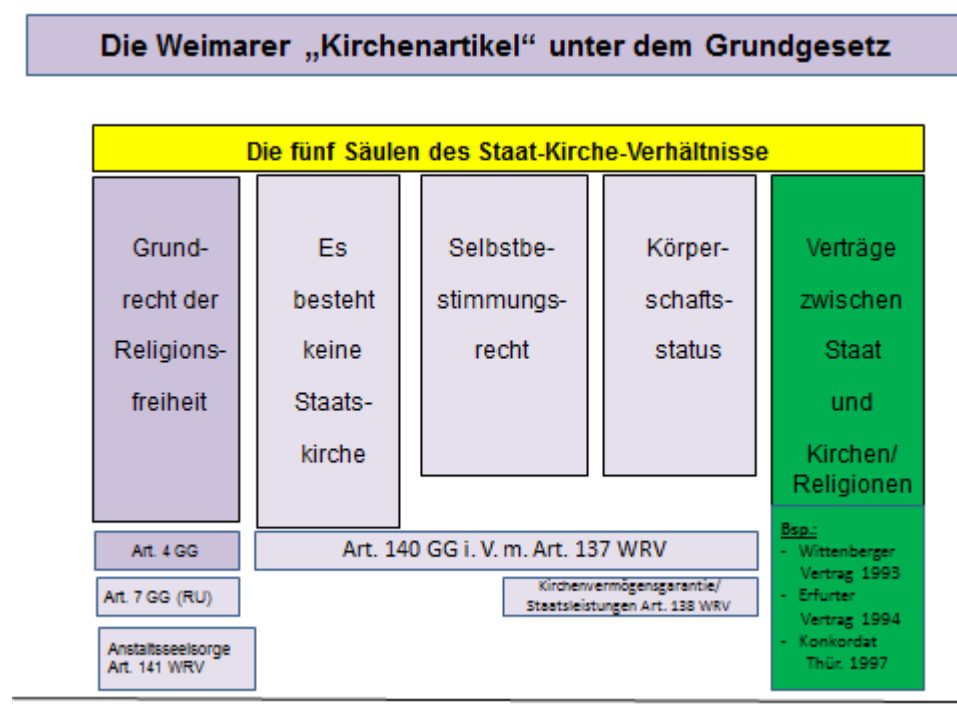 Die Weimarer „Kirchenartikel“ unter dem Grundgesetz
Die fünf Säulen des Staat-Kirche-Verhältnisse
Grund-
recht der
Religions-
freiheit
Es
besteht
keine
Staats-
kirche
Selbstbe-
stimmungs-
recht
Körper-
schafts-
status
Verträge
zwischen
Staat
und
Kirchen/
Religionen
Art. 4 GG
Art. 140 GG i. V. m. Art. 137 WRV
Art. 7 GG (RU)
Kirchenvermögensgarantie/
Staatsleistungen Art. 138 WRV
Anstaltsseelsorge
Art. 141 WRV
Bsp.:
- Wittenberger
Vertrag 1993
- Erfurter
Vertrag 1994
- Konkordat
Thür. 1997